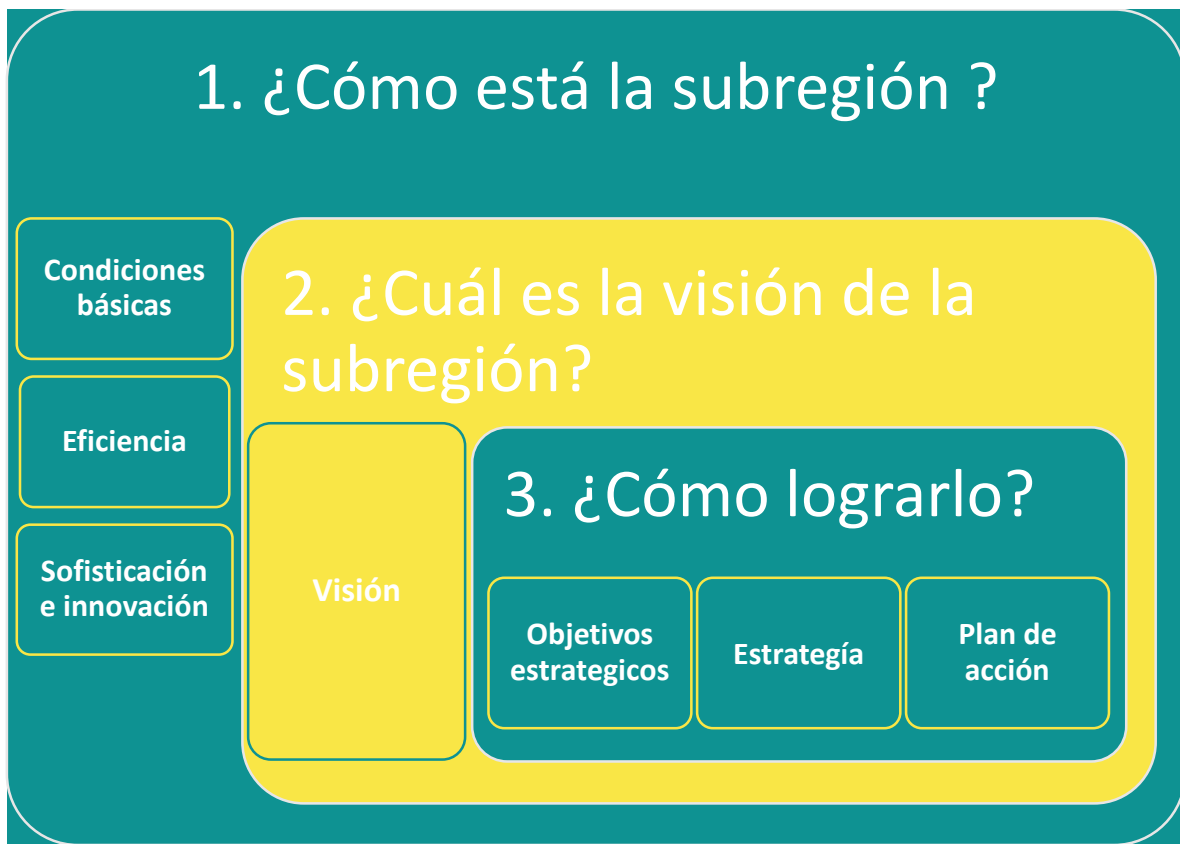 1. ¿Cómo está la subregión ?
Condiciones
básicas
Eficiencia
Sofisticación
e innovación
2. ¿Cuál es la visión de la
subregión?
Visión
3. ¿Cómo lograrlo?
Objetivos
estrategicos
Estrategía
Plan de
acción